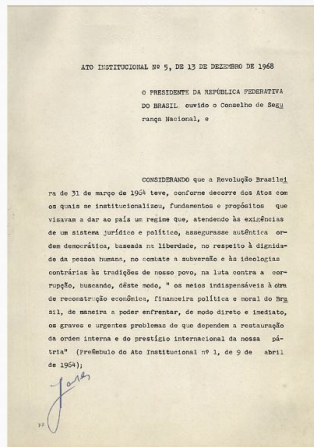 ATO INSTITUCIONAL Nº 5, DE 13 DE DEZEMBRO DE 1968
O PRESIDENTE DA REPÚBLICA FEDERATIVA
DO BRASIL ouvido o Conselho de Segu
rança Nacional, e
CONSIDERANDO que a Revolução Brasilei
ra de 31 de março de 1964 teve, conforme decorre dos Atos com
os quais se institucionalizou, fundamentos e propósitos que
visavam a dar ao país um regime que, atendendo às exigências
de um sistema jurídico e político, assegurasse autêntica or-
dem democrática, baseada na liberdade, no respeito à dignida-
de da pessoa humana, no combate a subversão e às ideologias
contrárias às tradições de nosso povo, na luta contra a cor-
rupção, buscando, dêste modo, " os meios indispensáveis à obra
de reconstrução econômica, financeira política e moral do Bra
sil, de maneira a poder enfrentar, de modo direto e imediato,
os graves e urgentes problemas de que dependem a restauração
da ordem interna e do prestígio internacional da nossa pá-
tria" (Preâmbulo do Ato Institucional nº 1, de 9 de abril
de 1964);